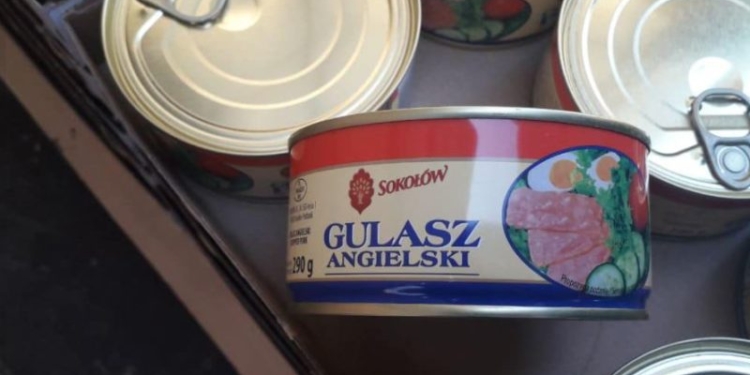 SOKOŁÓW
GULASZ
ANGIELSKI
290 g